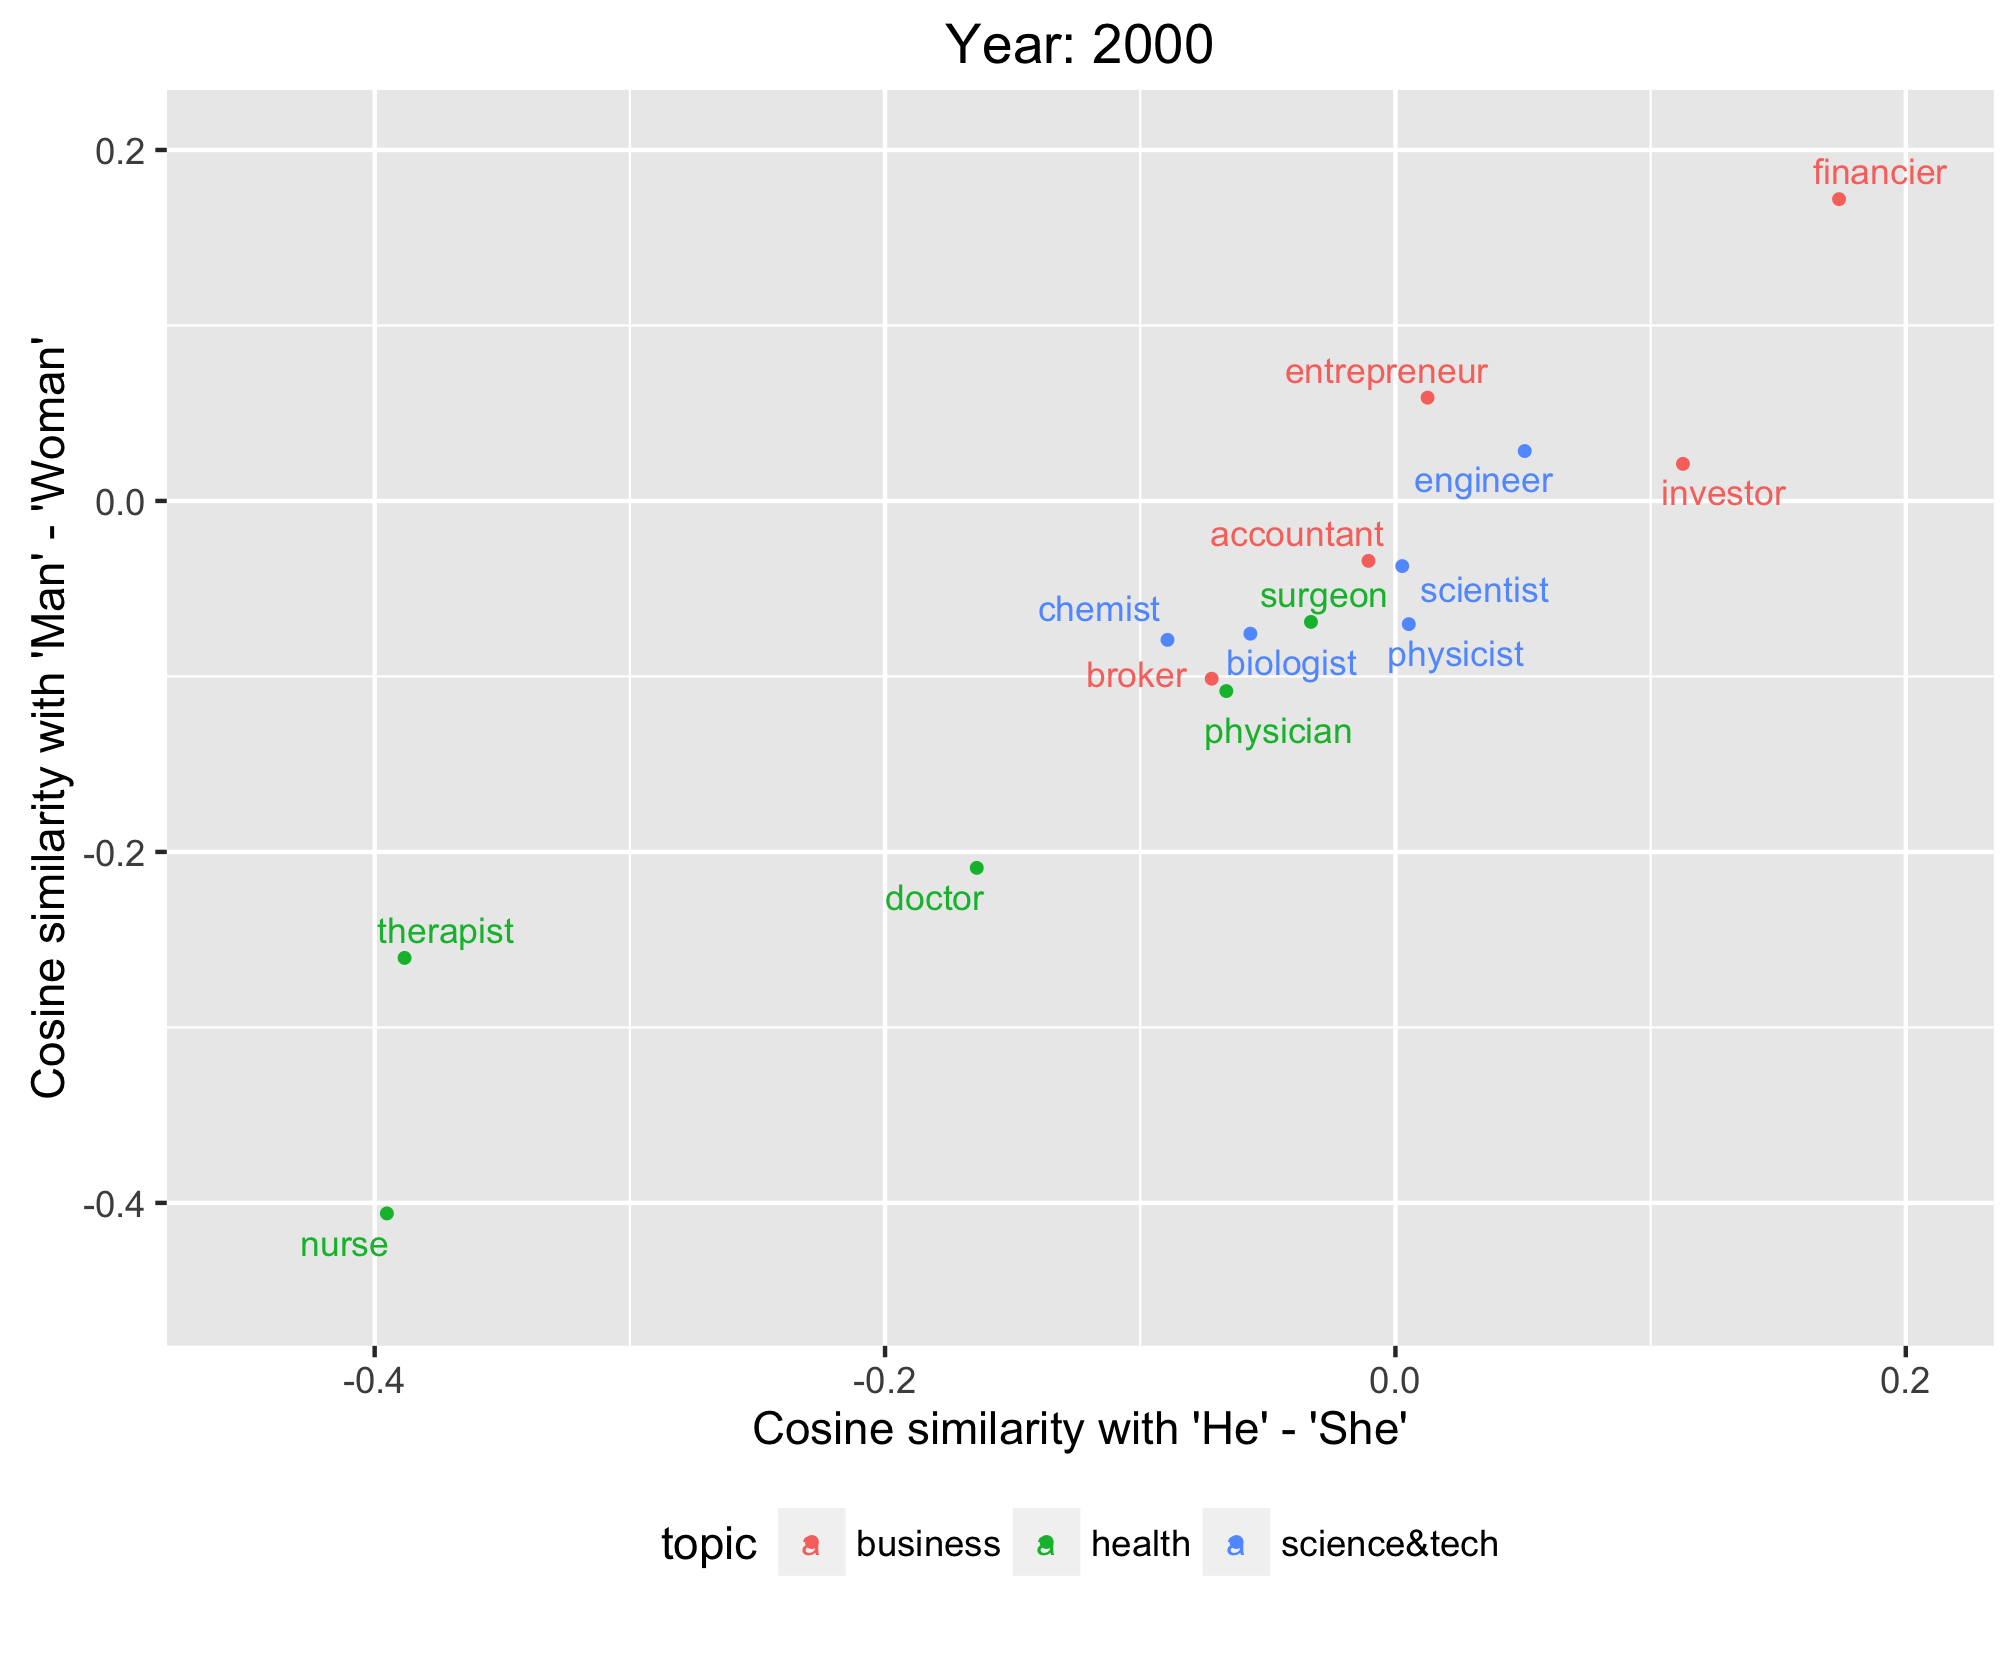 Year: 2000
0.2
financier
entrepreneur
engineer
investor
0.0
accountant
scientist
surgeon
chemist
physicist
biologist
broker
physician
-0.2
doctor
therapist
-0.4
nurse
Cosine similarity with 'Man' - 'Woman'
-0.4 -0.2 0.0 0.2
Cosine similarity with 'He' - 'She'
topic a business a health a science&tech